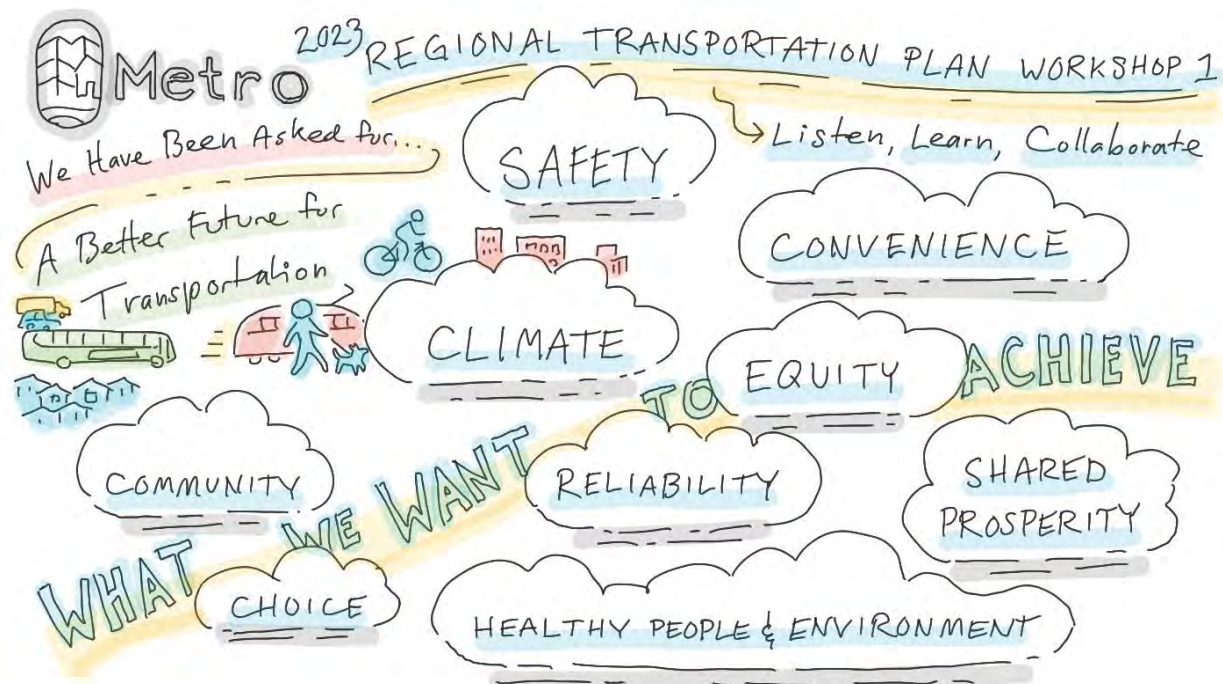 Metro
2023 REGIONAL TRANSPORTATION PLAN WORKSHOP 1
Listen, Learn, Collaborate
We Have Been Asked for...
A Better Future for
Transportation
SAFETY
CONVENIENCE
CLIMATE
EQUITY
COMMUNITY
RELIABILITY
SHARED
PROSPERITY
CHOICE
HEALTHY PEOPLE & ENVIRONMENT
WHAT WE WANT TO ACHIEVE